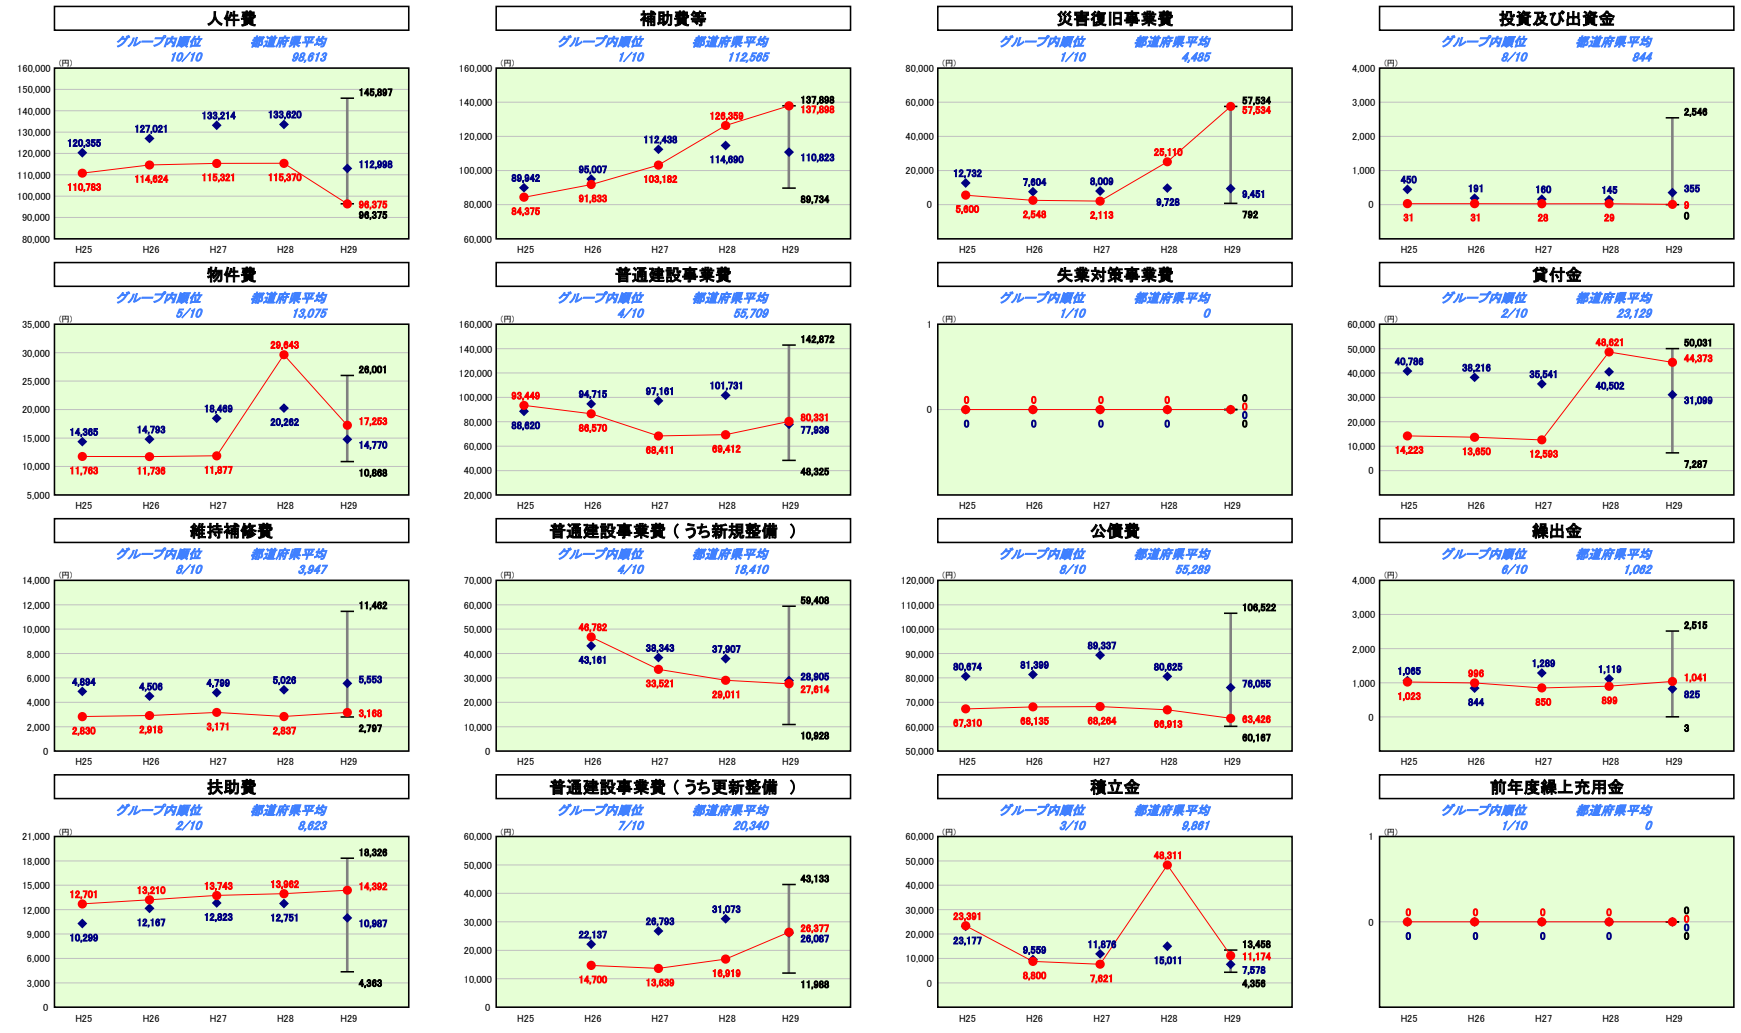 人件費
グループ内順位 都道府県平均
10/10 98,613
(円)
160,000
150,000
140,000
130,000
120,000
110,000
100,000
90,000
80,000
120,355 127,021 133,214 133,620 112,998
110,763 114,624 115,321 115,370 96,375
145,897
96,375
H25 H26 H27 H28 H29
補助費等
グループ内順位 都道府県平均
1/10 112,565
(円)
160,000
140,000
120,000
100,000
80,000
60,000
89,942 95,007 112,438 114,690 110,823
84,375 91,833 103,182 126,359 137,898
137,898
89,734
H25 H26 H27 H28 H29
災害復旧事業費
グループ内順位 都道府県平均
1/10 4,485
(円)
80,000
60,000
40,000
20,000
0
12,732 7,604 8,009 9,728 9,451
5,600 2,548 2,113 25,110 57,534
57,534
792
H25 H26 H27 H28 H29
投資及び出資金
グループ内順位 都道府県平均
8/10 844
(円)
4,000
3,000
2,000
1,000
0
450 191 160 145 355
31 31 28 29 9
2,546
0
H25 H26 H27 H28 H29
物件費
グループ内順位 都道府県平均
5/10 13,075
(円)
35,000
30,000
25,000
20,000
15,000
10,000
5,000
14,365 14,793 18,469 20,262 14,770
11,763 11,736 11,877 29,643 17,253
26,001
10,868
H25 H26 H27 H28 H29
普通建設事業費
グループ内順位 都道府県平均
4/10 55,709
(円)
160,000
140,000
120,000
100,000
80,000
60,000
40,000
20,000
88,620 94,715 97,161 101,731 77,936
93,449 86,570 68,411 69,412 80,331
142,872
48,325
H25 H26 H27 H28 H29
失業対策事業費
グループ内順位 都道府県平均
1/10 0
(円)
1
0
0 0 0 0 0
0 0 0 0 0
0
0
H25 H26 H27 H28 H29
貸付金
グループ内順位 都道府県平均
2/10 23,129
(円)
60,000
50,000
40,000
30,000
20,000
10,000
0
40,786 38,216 35,541 40,502 31,099
14,223 13,650 12,593 48,621 44,373
50,031
7,287
H25 H26 H27 H28 H29
維持補修費
グループ内順位 都道府県平均
8/10 3,947
(円)
14,000
12,000
10,000
8,000
6,000
4,000
2,000
0
4,894 4,506 4,799 5,026 5,553
2,830 2,918 3,171 2,837 3,168
11,462
2,797
H25 H26 H27 H28 H29
普通建設事業費（うち新規整備　）
グループ内順位 都道府県平均
4/10 18,410
(円)
70,000
60,000
50,000
40,000
30,000
20,000
10,000
0
43,161 38,343 37,907 28,905
46,782 33,521 29,011 27,614
59,408
10,928
H25 H26 H27 H28 H29
公債費
グループ内順位 都道府県平均
8/10 55,289
(円)
120,000
110,000
100,000
90,000
80,000
70,000
60,000
50,000
80,674 81,399 89,337 80,625 76,055
67,310 68,135 68,264 66,913 63,426
106,522
60,167
H25 H26 H27 H28 H29
繰出金
グループ内順位 都道府県平均
6/10 1,062
(円)
4,000
3,000
2,000
1,000
0
1,065 844 1,289 1,119 825
1,023 996 850 899 1,041
2,515
3
H25 H26 H27 H28 H29
扶助費
グループ内順位 都道府県平均
2/10 8,623
(円)
21,000
18,000
15,000
12,000
9,000
6,000
3,000
0
10,299 12,167 12,823 12,751 10,987
12,701 13,210 13,743 13,962 14,392
18,326
4,363
H25 H26 H27 H28 H29
普通建設事業費（うち更新整備　）
グループ内順位 都道府県平均
7/10 20,340
(円)
60,000
50,000
40,000
30,000
20,000
10,000
0
22,137 26,793 31,073 26,087
14,700 13,639 16,919 26,377
43,133
11,968
H25 H26 H27 H28 H29
積立金
グループ内順位 都道府県平均
3/10 9,861
(円)
60,000
50,000
40,000
30,000
20,000
10,000
0
23,177 9,559 11,876 15,011 7,578
23,391 8,800 7,621 48,311 11,174
13,458
4,356
H25 H26 H27 H28 H29
前年度繰上充用金
グループ内順位 都道府県平均
1/10 0
(円)
1
0
0 0 0 0 0
0 0 0 0 0
0
0
H25 H26 H27 H28 H29